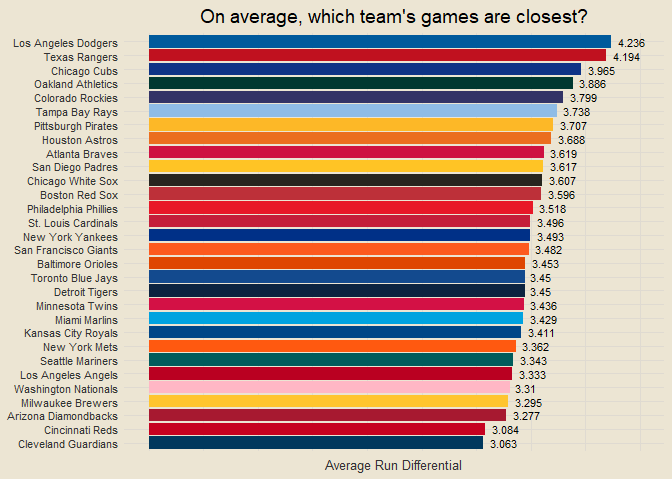 On average, which team's games are closest?
Los Angeles Dodgers 4.236
Texas Rangers 4.194
Chicago Cubs 3.965
Oakland Athletics 3.886
Colorado Rockies 3.799
Tampa Bay Rays 3.738
Pittsburgh Pirates 3.707
Houston Astros 3.688
Atlanta Braves 3.619
San Diego Padres 3.617
Chicago White Sox 3.607
Boston Red Sox 3.596
Philadelphia Phillies 3.518
St. Louis Cardinals 3.496
New York Yankees 3.493
San Francisco Giants 3.482
Baltimore Orioles 3.453
Toronto Blue Jays 3.45
Detroit Tigers 3.45
Minnesota Twins 3.436
Miami Marlins 3.429
Kansas City Royals 3.411
New York Mets 3.362
Seattle Mariners 3.343
Los Angeles Angels 3.333
Washington Nationals 3.31
Milwaukee Brewers 3.295
Arizona Diamondbacks 3.277
Cincinnati Reds 3.084
Cleveland Guardians 3.063
Average Run Differential